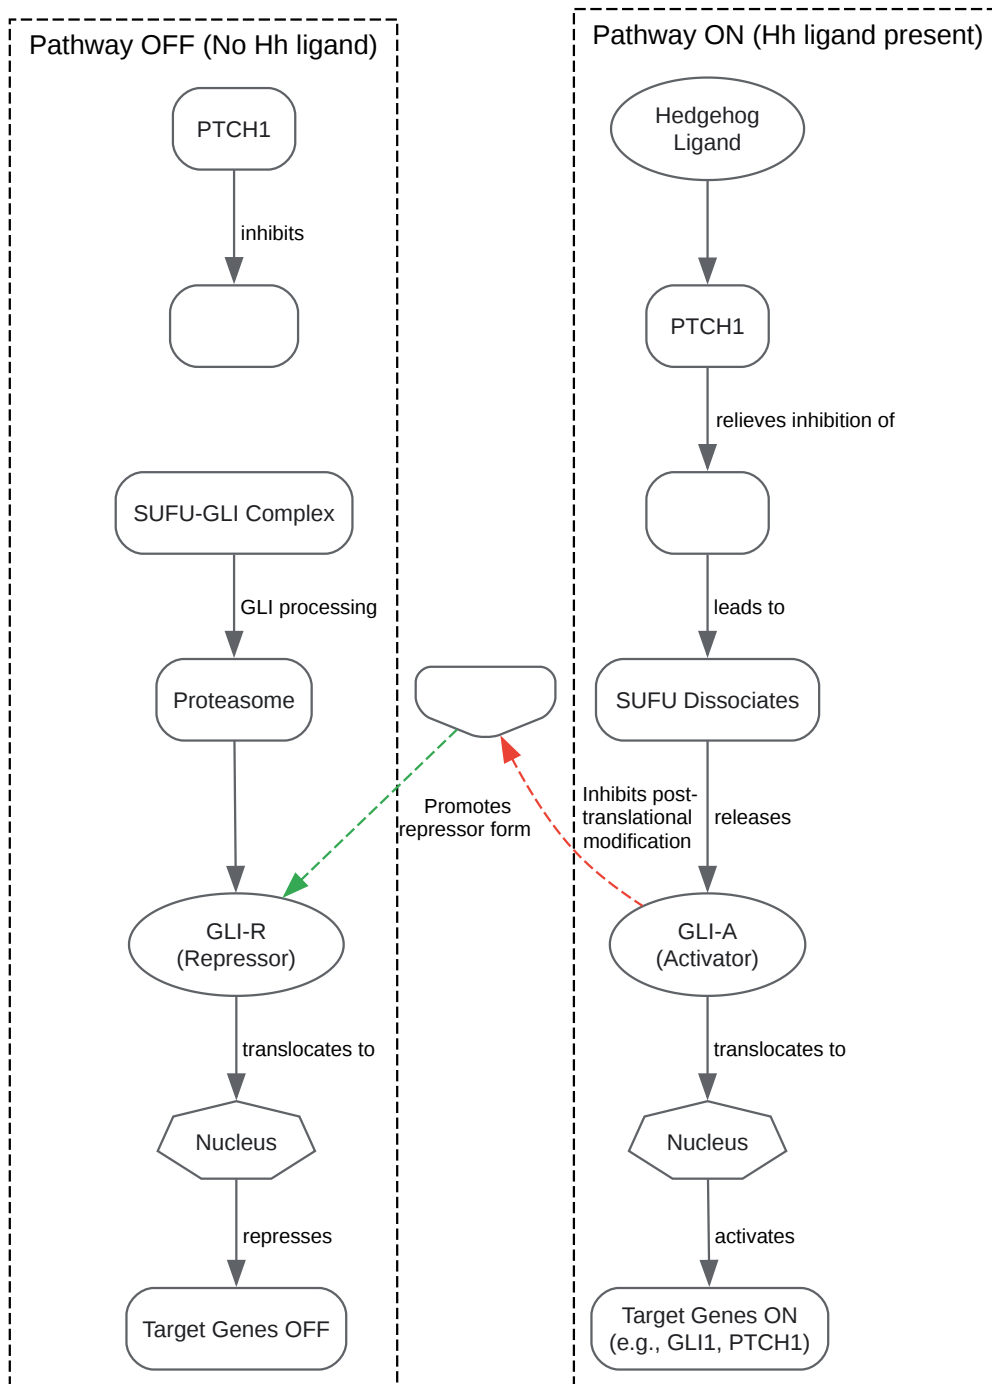 Pathway OFF (No Hh ligand)
PTCH1
inhibits
SUFU-GLI Complex
GLI processing
Proteasome
GLI-R
(Repressor)
translocates to
Nucleus
represses
Target Genes OFF
Promotes
repressor form
Pathway ON (Hh ligand present)
Hedgehog
Ligand
PTCH1
relieves inhibition of
leads to
SUFU Dissociates
Inhibits post-
translational
modification
releases
GLI-A
(Activator)
translocates to
Nucleus
activates
Target Genes ON
(e.g., GLI1, PTCH1)